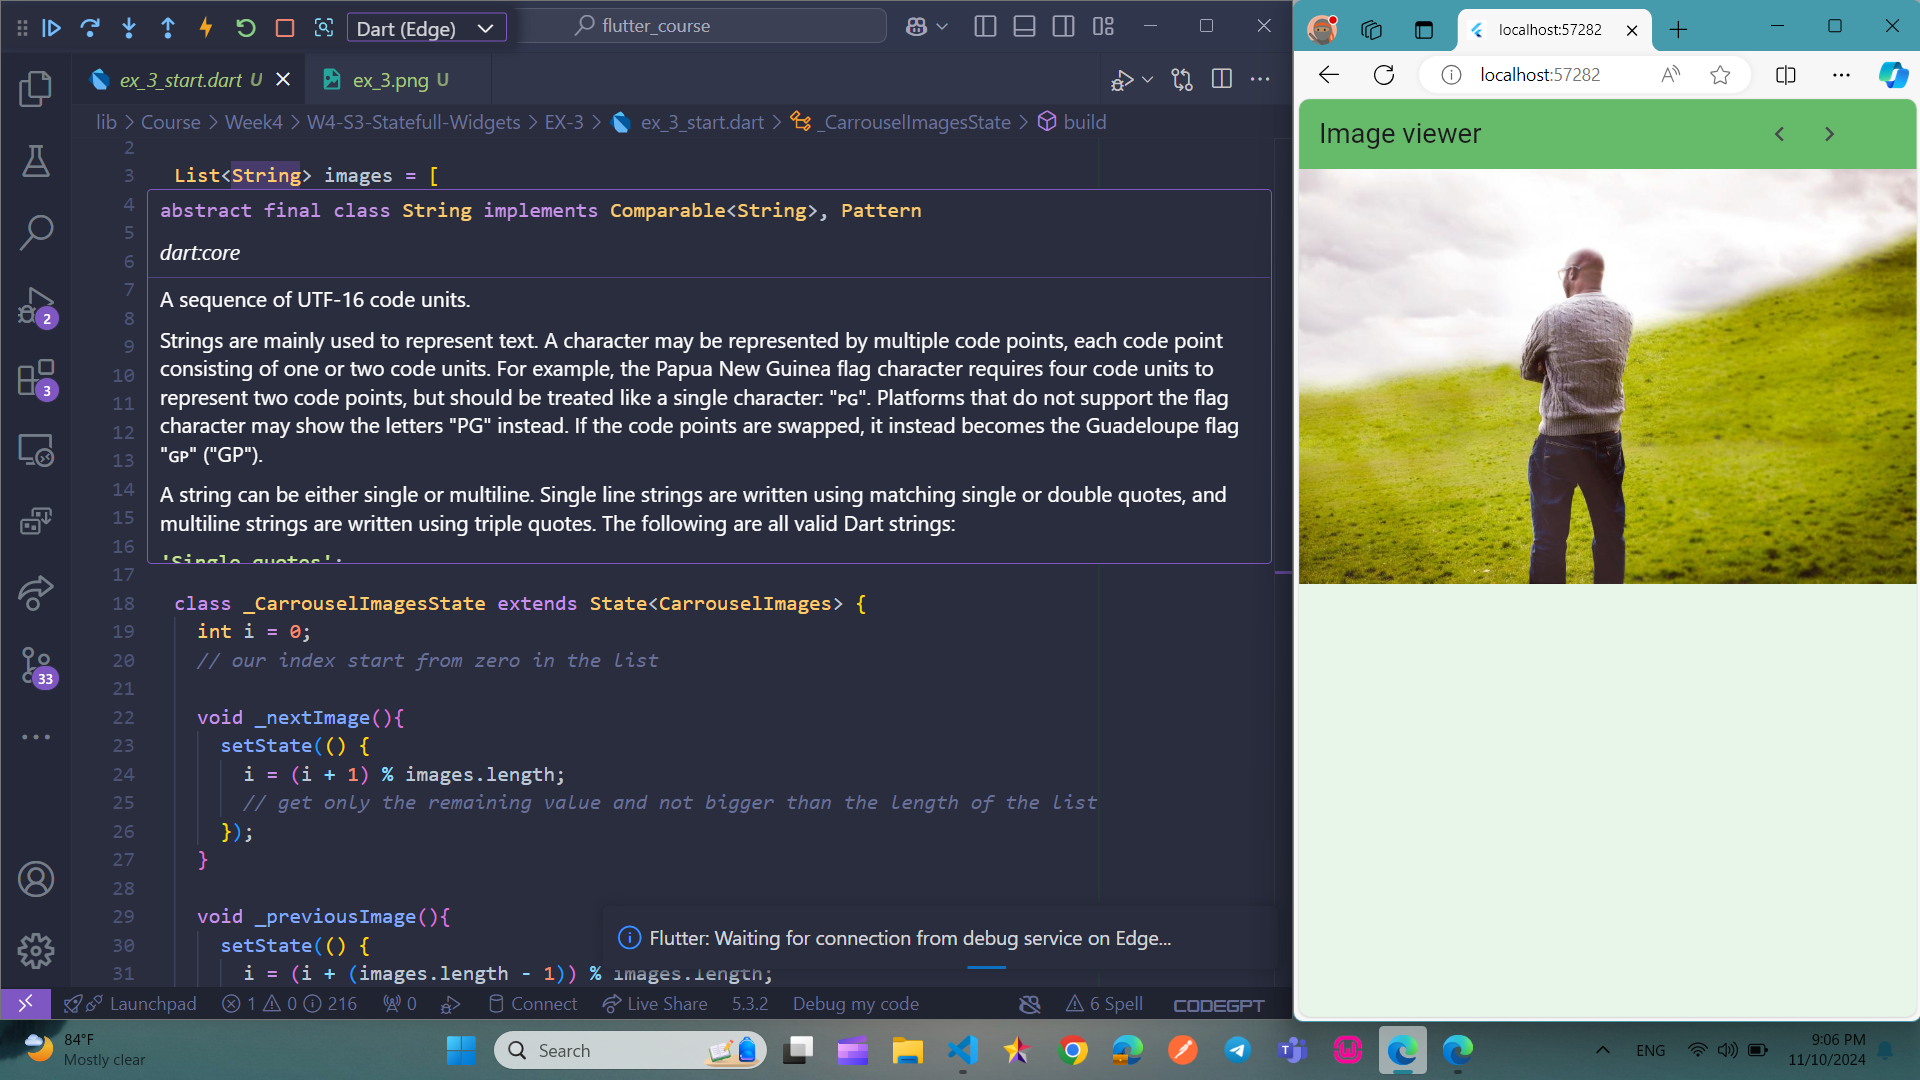 Dart (Edge)
flutter_course
ex_3_start.dart U
ex_3.png U
lib > Course > Week4 > W4-S3-Statefull-Widgets > EX-3 > ex_3_start.dart > _CarrouselImagesState > build
2
3 List<String> images = [
4 abstract final class String implements Comparable<String>, Pattern
5
dart:core
6
7 A sequence of UTF-16 code units.
8 Strings are mainly used to represent text. A character may be represented by multiple code points, each code point
9 consisting of one or two code units. For example, the Papua New Guinea flag character requires four code units to
10 represent two code points, but should be treated like a single character: "PG". Platforms that do not support the flag
11
12 character may show the letters "PG" instead. If the code points are swapped, it instead becomes the Guadeloupe flag
13 "GP" ("GP").
14 A string can be either single or multiline. Single line strings are written using matching single or double quotes, and
15 multiline strings are written using triple quotes. The following are all valid Dart strings:
16 'Single quotes';
17
18 class _CarrouselImagesState extends State<CarrouselImages> {
19 int i = 0;
20 // our index start from zero in the list
21
22 void _nextImage(){
23 setState(() {
24 i = (i + 1) % images.length;
25 // get only the remaining value and not bigger than the length of the list
26 });
27 }
28
29 void _previousImage(){
30 setState(() {
31 i = (i + (images.length - 1)) % images.length;
Flutter: Waiting for connection from debug service on Edge...
2
3
33
Launchpad 1 0 216 0 Connect Live Share 5.3.2 Debug my code 6 Spell CODEGPT
localhost:57282
localhost:57282
Image viewer
84°F
Mostly clear
Search
ENG
9:06 PM
11/10/2024